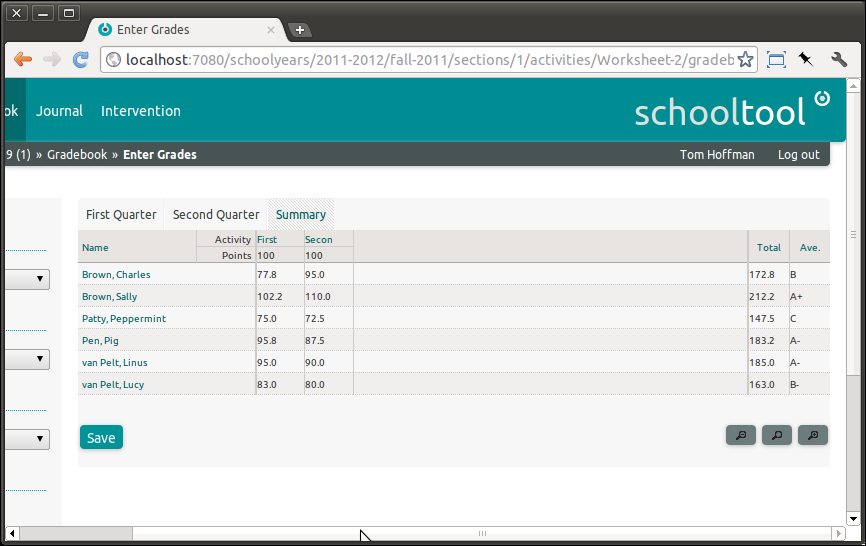 Enter Grades
localhost:7080/schoolyears/2011-2012/fall-2011/sections/1/activities/Worksheet-2/gradeb
ok Journal Intervention
schooltool
9 (1) » Gradebook » Enter Grades Tom Hoffman Log out
First Quarter Second Quarter Summary
Name Activity First Secon Total Ave.
Points 100 100
Brown, Charles 77.8 95.0 172.8 B
Brown, Sally 102.2 110.0 212.2 A+
Patty, Peppermint 75.0 72.5 147.5 C
Pen, Pig 95.8 87.5 183.2 A-
van Pelt, Linus 95.0 90.0 185.0 A-
van Pelt, Lucy 83.0 80.0 163.0 B-
Save